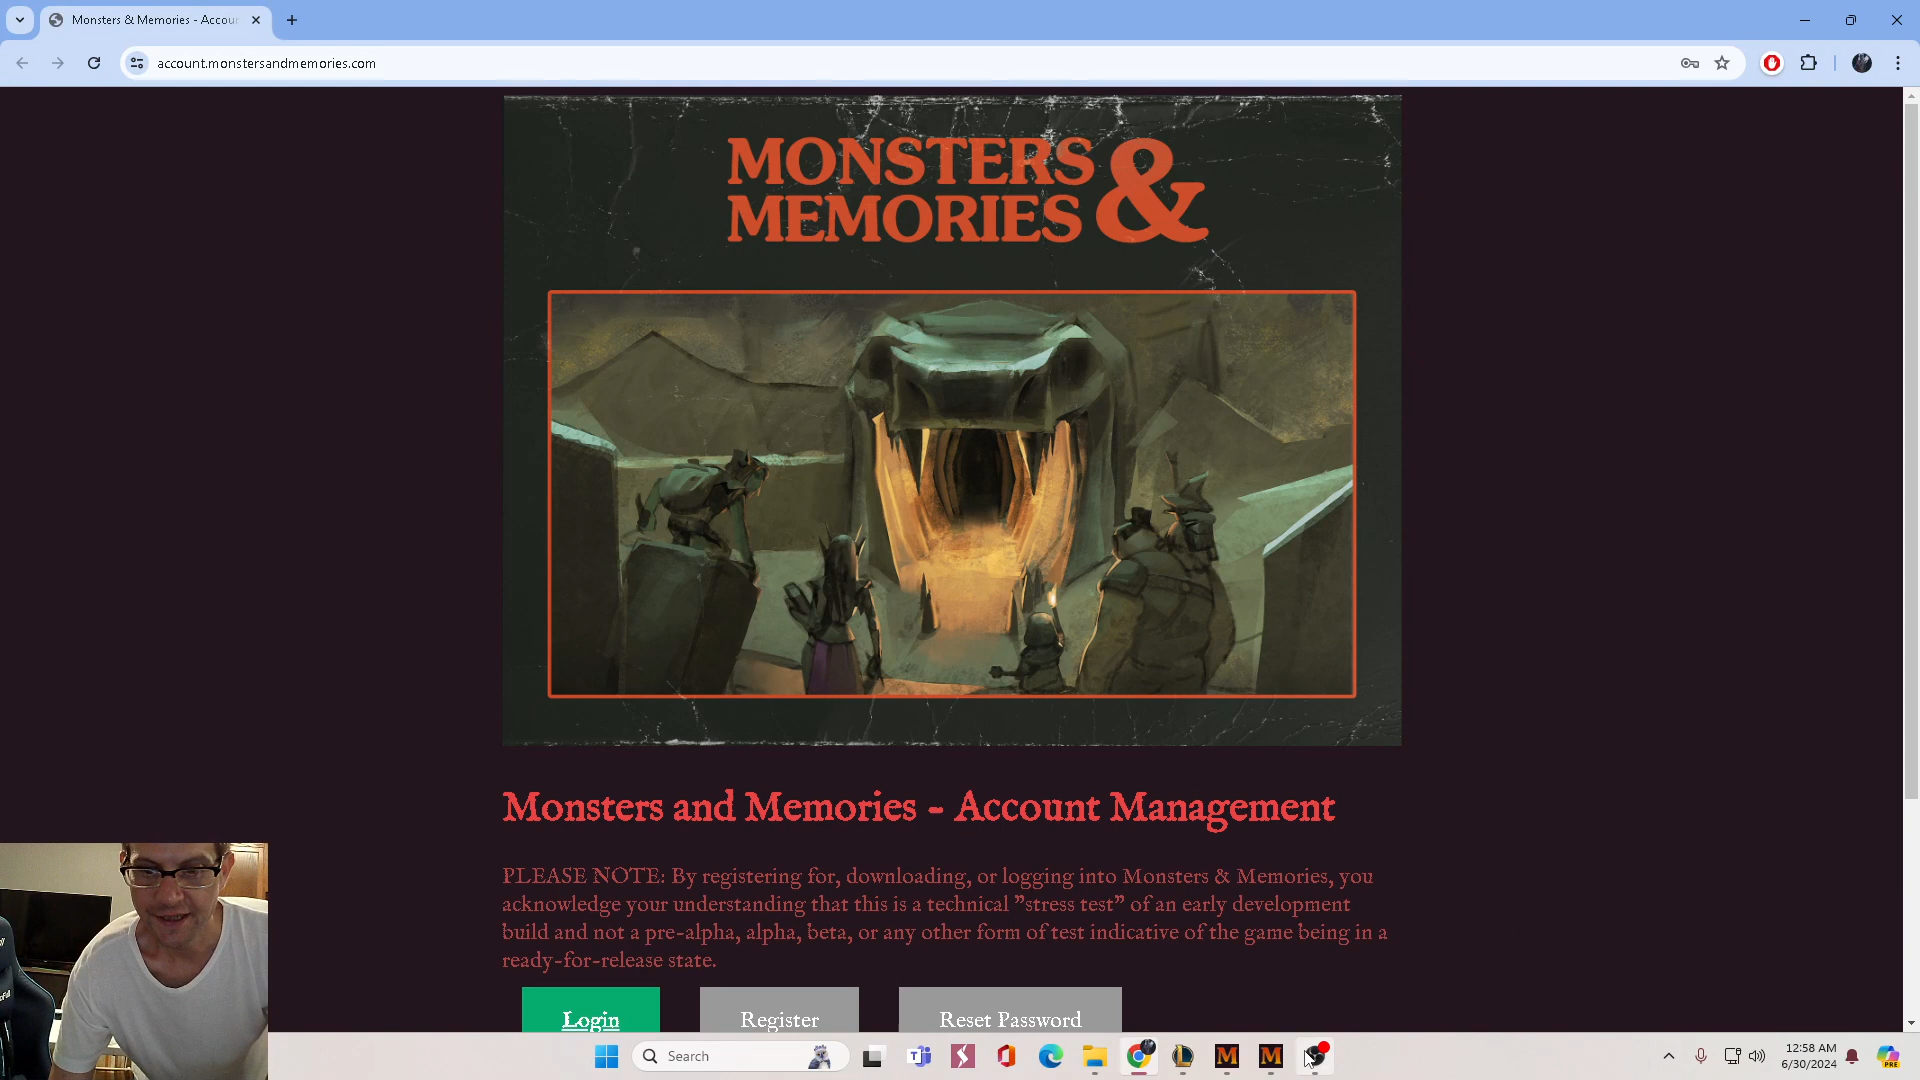 Monsters & Memories - Accou
account.monstersandmemories.com
MONSTERS &
MEMORIES
Monsters and Memories - Account Management
PLEASE NOTE: By registering for, downloading, or logging into Monsters & Memories, you
acknowledge your understanding that this is a technical "stress test" of an early development
build and not a pre-alpha, alpha, beta, or any other form of test indicative of the game being in a
ready-for-release state.
Login
Register
Reset Password
Search
12:58 AM
6/30/2024
PRE